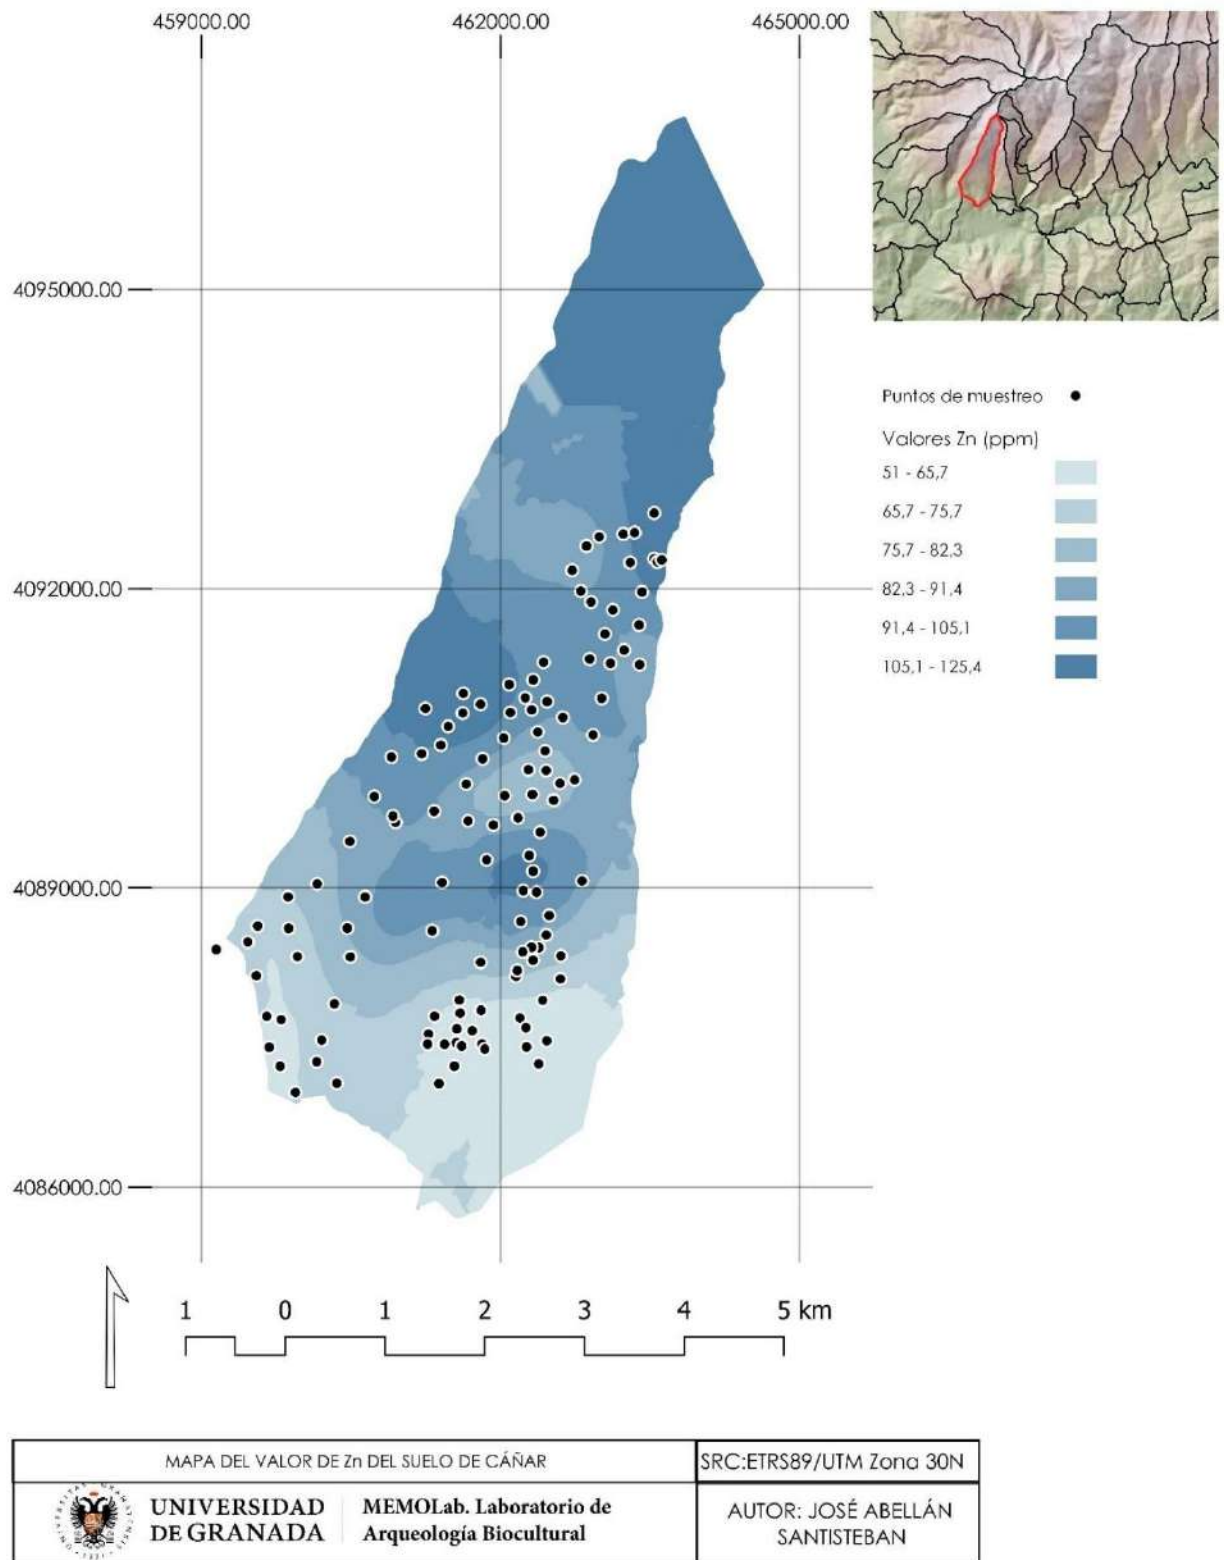 459000.00 462000.00 465000.00
4095000.00
Puntos de muestreo
Valores Zn (ppm)
51 - 65,7
65,7 - 75,7
75,7 - 82,3
4092000.00
82,3 - 91,4
91,4 - 105,1
105,1 - 125,4
4089000.00
4086000.00
1 0 1 2 3 4 5 km
MAPA DEL VALOR DE Zn DEL SUELO DE CÁÑAR
SRC:ETRS89/UTM Zona 30N
UNIVERSIDAD
DE GRANADA
MEMOLab. Laboratorio de
Arqueología Biocultural
AUTOR: JOSÉ ABELLÁN
SANTISTEBAN